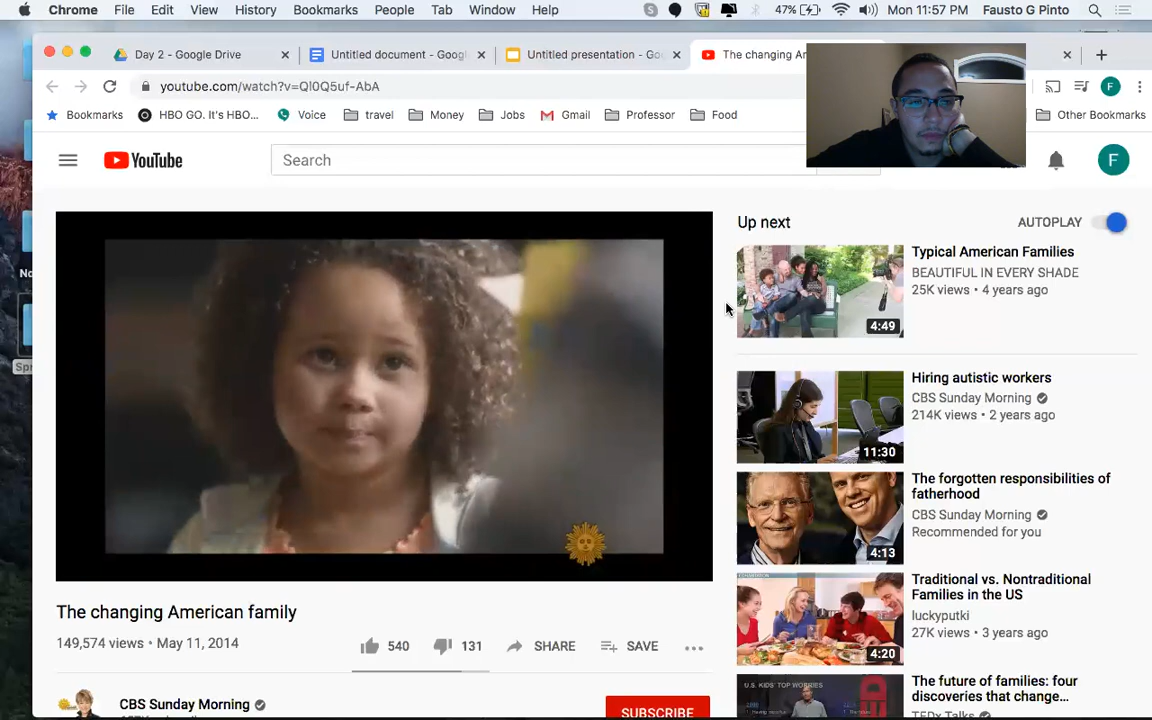 Chrome File Edit View History Bookmarks People Tab Window Help 47% Mon 11:57 PM Fausto G Pinto
Day 2 - Google Drive Untitled document - Google Untitled presentation - Go The changing Am
youtube.com/watch?v=Ql0Q5uf-AbA
Bookmarks HBO GO. It's HBO... Voice travel Money Jobs Gmail Professor Food Other Bookmarks
YouTube Search F
Up next AUTOPLAY
Typical American Families
BEAUTIFUL IN EVERY SHADE
25K views • 4 years ago
4:49
Hiring autistic workers
CBS Sunday Morning
214K views • 2 years ago
11:30
The forgotten responsibilities of
fatherhood
CBS Sunday Morning
Recommended for you
4:13
Traditional vs. Nontraditional
Families in the US
luckyputki
27K views • 3 years ago
4:20
The future of families: four
discoveries that change...
U.S. KIDS' TOP WORRIES
The changing American family
149,574 views • May 11, 2014
540 131 SHARE SAVE
CBS Sunday Morning
SUBSCRIBE